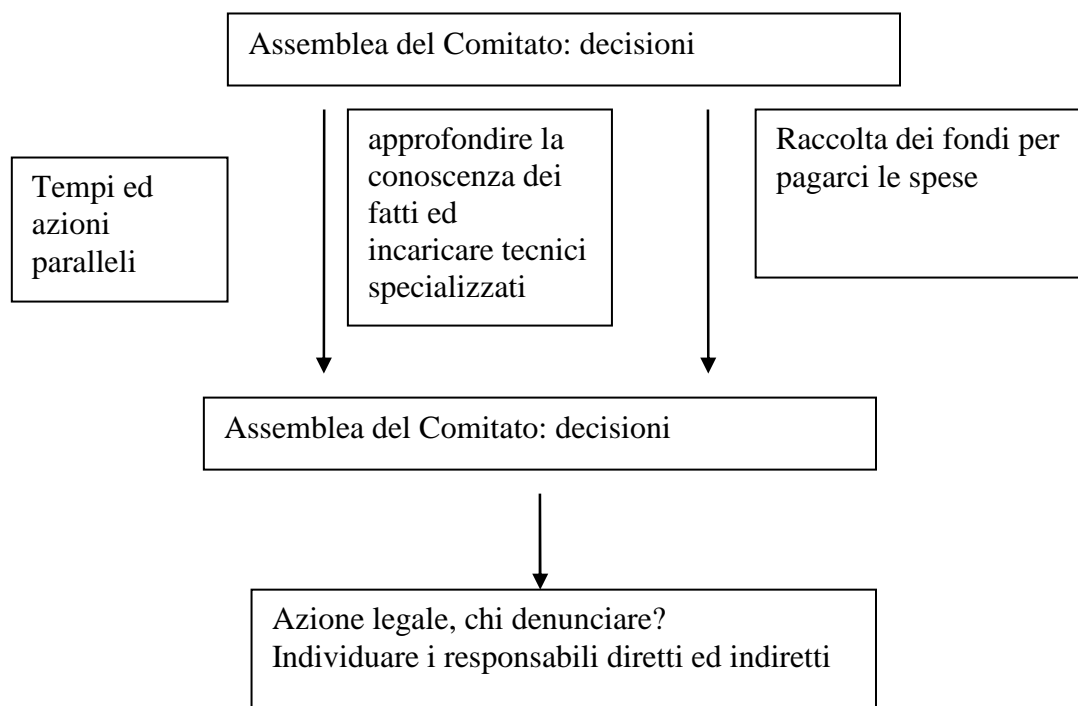 Assemblea del Comitato: decisioni
Tempi ed
azioni
paralleli
approfondire la
conoscenza dei
fatti ed
incaricare tecnici
specializzati
Raccolta dei fondi per
pagarci le spese
Assemblea del Comitato: decisioni
Azione legale, chi denunciare?
Individuare i responsabili diretti ed indiretti